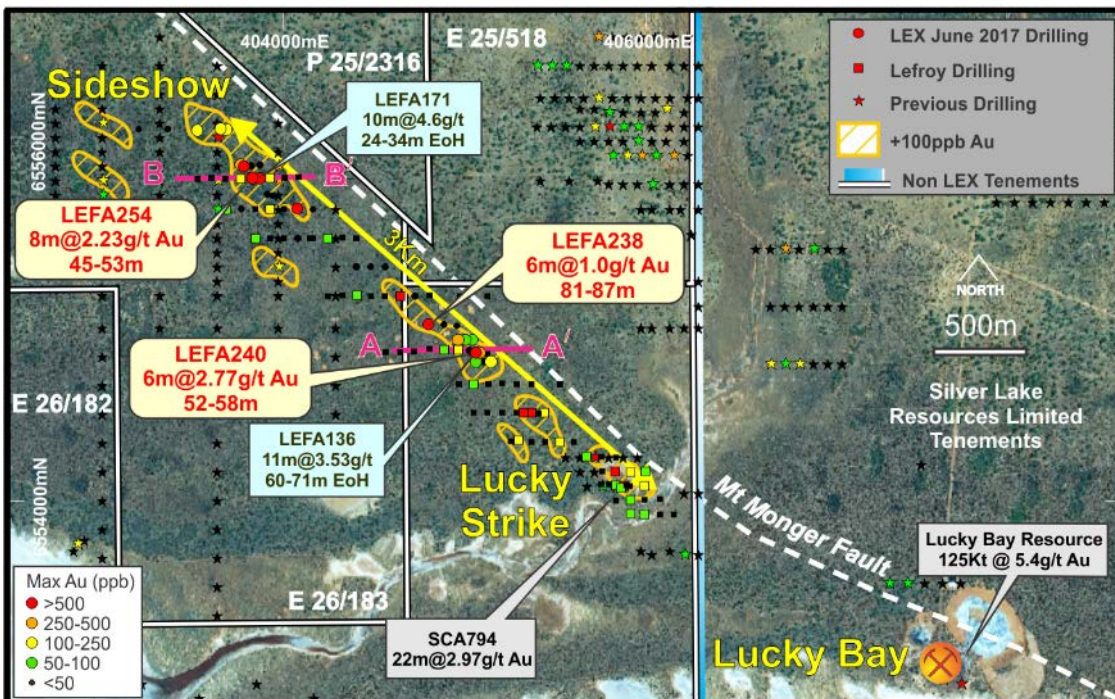 404000mE
406000mE
6556000mN
6554000mN
E 25/518
P 25/2316
Sideshow
LEFA171
10m@4.6g/t
24-34m EoH
B
B'
LEFA254
8m@2.23g/t Au
45-53m
3Km
LEFA238
6m@1.0g/t Au
81-87m
A
A/
LEFA240
6m@2.77g/t Au
52-58m
E 26/182
LEFA136
11m@3.53g/t
60-71m EoH
Lucky
Strike
E 26/183
SCA794
22m@2.97g/t Au
Max Au (ppb)
>500
250-500
100-250
50-100
<50
LEX June 2017 Drilling
Lefroy Drilling
Previous Drilling
+100ppb Au
Non LEX Tenements
NORTH
500m
Silver Lake
Resources Limited
Tenements
Mt Monger Fault
Lucky Bay Resource
125Kt @ 5.4g/t Au
Lucky Bay